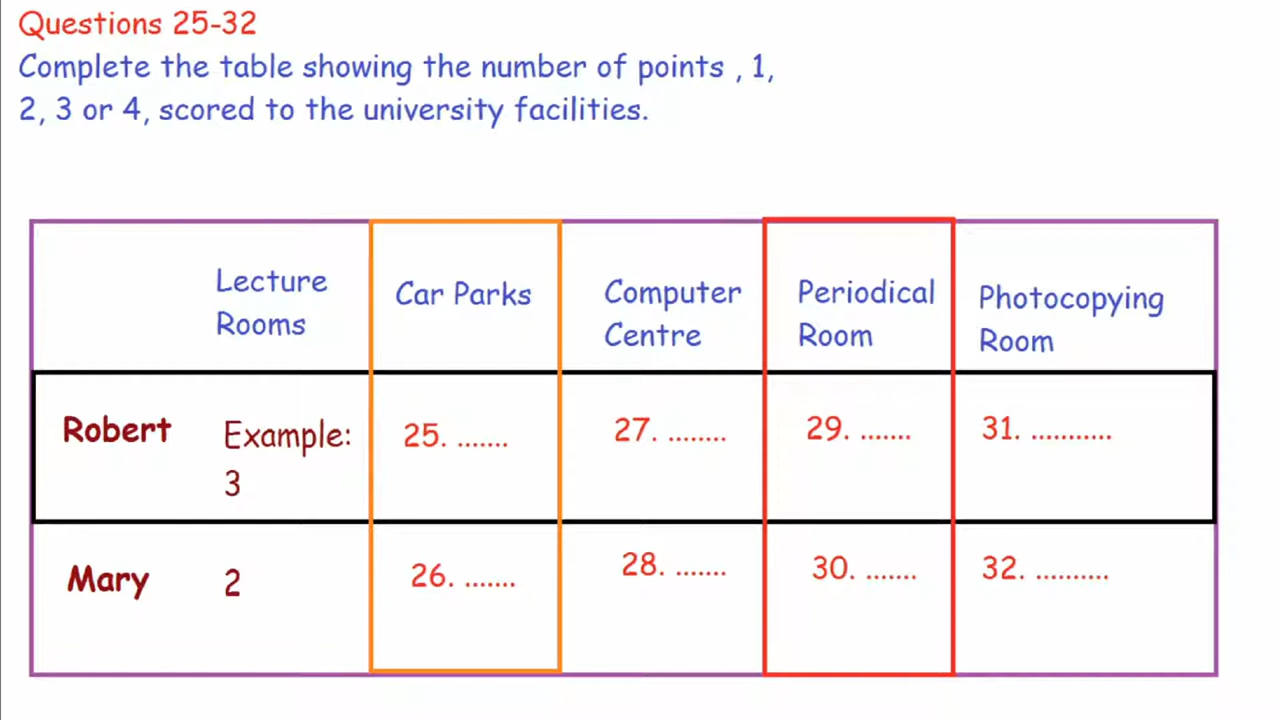 Questions 25-32
Complete the table showing the number of points , 1,
2, 3 or 4, scored to the university facilities.
Lecture
Rooms
Car Parks
Computer
Centre
Periodical
Room
Photocopying
Room
Robert
Example:
3
25. .......
27. ........
29. .......
31. ...........
Mary
2
26. .......
28. .......
30. .......
32. ..........